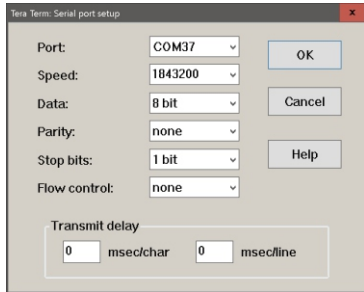 Tera Term: Serial port setup
Port: COM37
OK
Speed: 1843200
Data: 8 bit
Cancel
Parity: none
Stop bits: 1 bit
Help
Flow control: none
Transmit delay
0 msec/char 0 msec/line